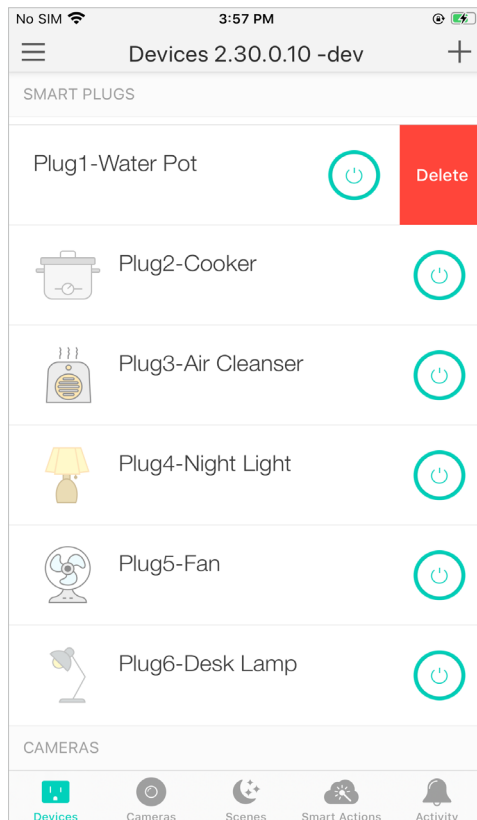 No SIM 3:57 PM
Devices 2.30.0.10 -dev
SMART PLUGS
Plug1-Water Pot
Delete
Plug2-Cooker
Plug3-Air Cleanser
Plug4-Night Light
Plug5-Fan
Plug6-Desk Lamp
CAMERAS
Devices Cameras Scenes Smart Actions Activity